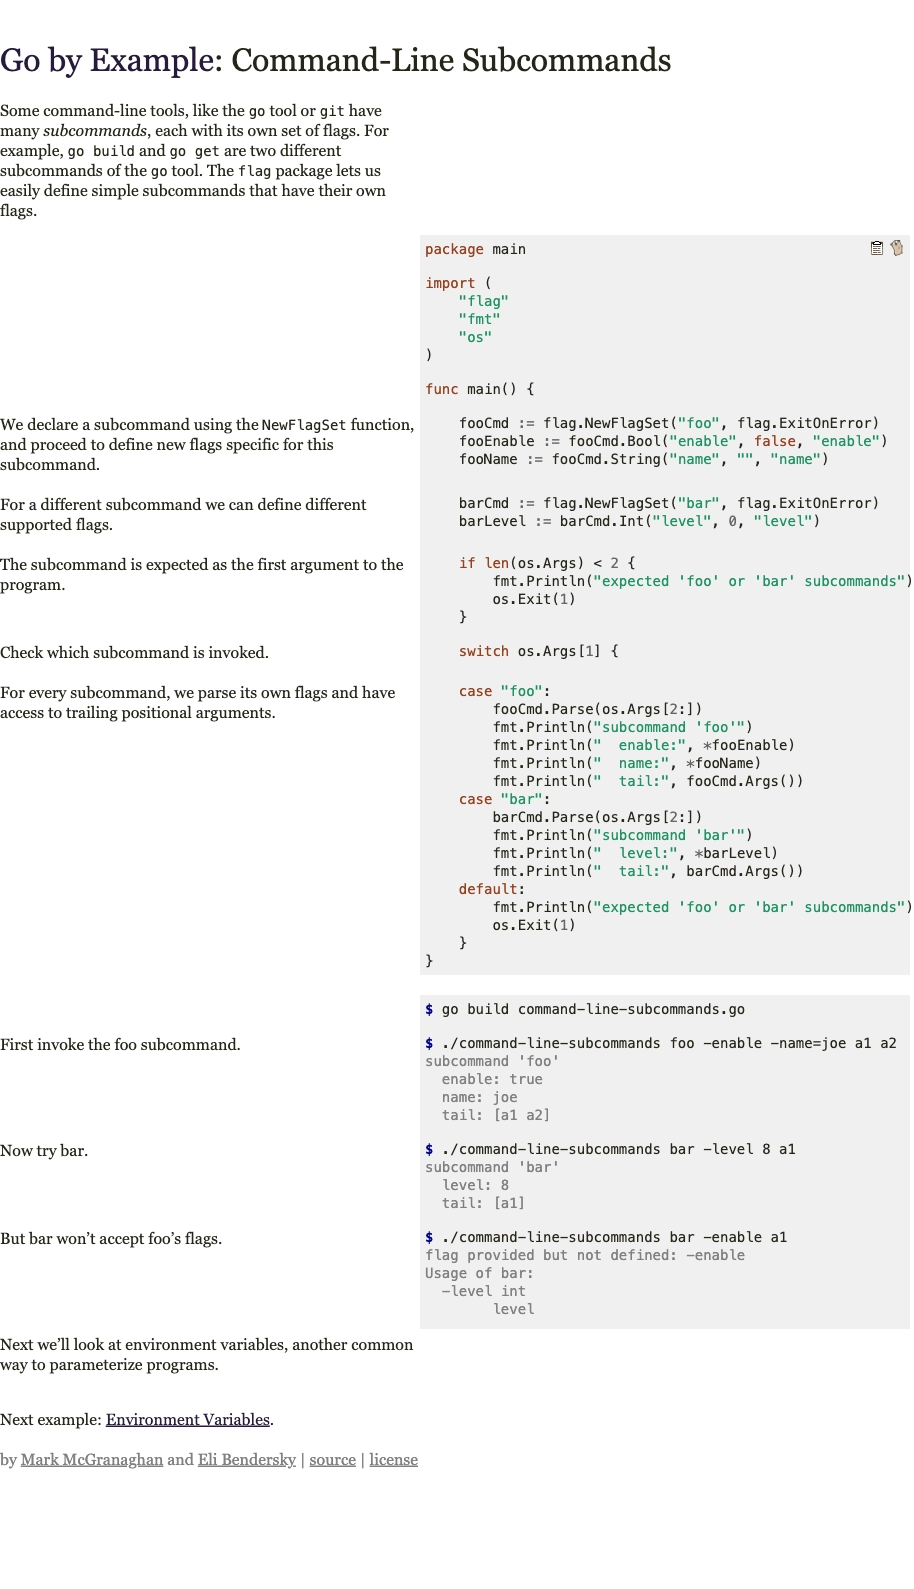 Go by Example: Command-Line Subcommands
Some command-line tools, like the go tool or git have
many subcommands, each with its own set of flags. For
example, go build and go get are two different
subcommands of the go tool. The flag package lets us
easily define simple subcommands that have their own
flags.
package main
import (
    "flag"
    "fmt"
    "os"
)
func main() {
We declare a subcommand using the NewFlagSet function,
and proceed to define new flags specific for this
subcommand.
    fooCmd := flag.NewFlagSet("foo", flag.ExitOnError)
    fooEnable := fooCmd.Bool("enable", false, "enable")
    fooName := fooCmd.String("name", "", "name")
For a different subcommand we can define different
supported flags.
    barCmd := flag.NewFlagSet("bar", flag.ExitOnError)
    barLevel := barCmd.Int("level", 0, "level")
The subcommand is expected as the first argument to the
program.
    if len(os.Args) < 2 {
        fmt.Println("expected 'foo' or 'bar' subcommands")
        os.Exit(1)
    }
Check which subcommand is invoked.
    switch os.Args[1] {
For every subcommand, we parse its own flags and have
access to trailing positional arguments.
    case "foo":
        fooCmd.Parse(os.Args[2:])
        fmt.Println("subcommand 'foo'")
        fmt.Println("  enable:", *fooEnable)
        fmt.Println("  name:", *fooName)
        fmt.Println("  tail:", fooCmd.Args())
    case "bar":
        barCmd.Parse(os.Args[2:])
        fmt.Println("subcommand 'bar'")
        fmt.Println("  level:", *barLevel)
        fmt.Println("  tail:", barCmd.Args())
    default:
        fmt.Println("expected 'foo' or 'bar' subcommands")
        os.Exit(1)
    }
}
$ go build command-line-subcommands.go
First invoke the foo subcommand.
$ ./command-line-subcommands foo -enable -name=joe a1 a2
subcommand 'foo'
  enable: true
  name: joe
  tail: [a1 a2]
Now try bar.
$ ./command-line-subcommands bar -level 8 a1
subcommand 'bar'
  level: 8
  tail: [a1]
But bar won’t accept foo’s flags.
$ ./command-line-subcommands bar -enable a1
flag provided but not defined: -enable
Usage of bar:
  -level int
        level
Next we’ll look at environment variables, another common
way to parameterize programs.
Next example: Environment Variables.
by Mark McGranaghan and Eli Bendersky | source | license